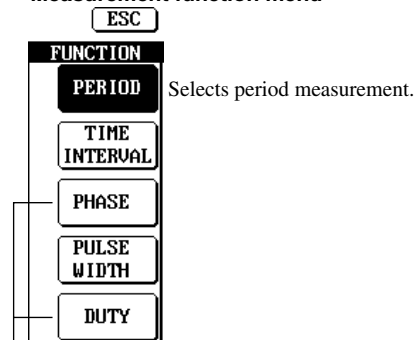 Measurement function menu
ESC
FUNCTION
PERIOD Selects period measurement.
TIME
INTERVAL
PHASE
PULSE
WIDTH
DUTY